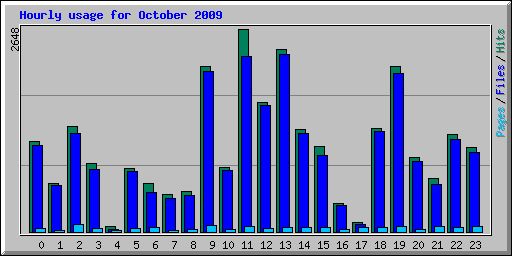 Hourly usage for October 2009
2648
Pages/Files/Hits
0 1 2 3 4 5 6 7 8 9 10 11 12 13 14 15 16 17 18 19 20 21 22 23